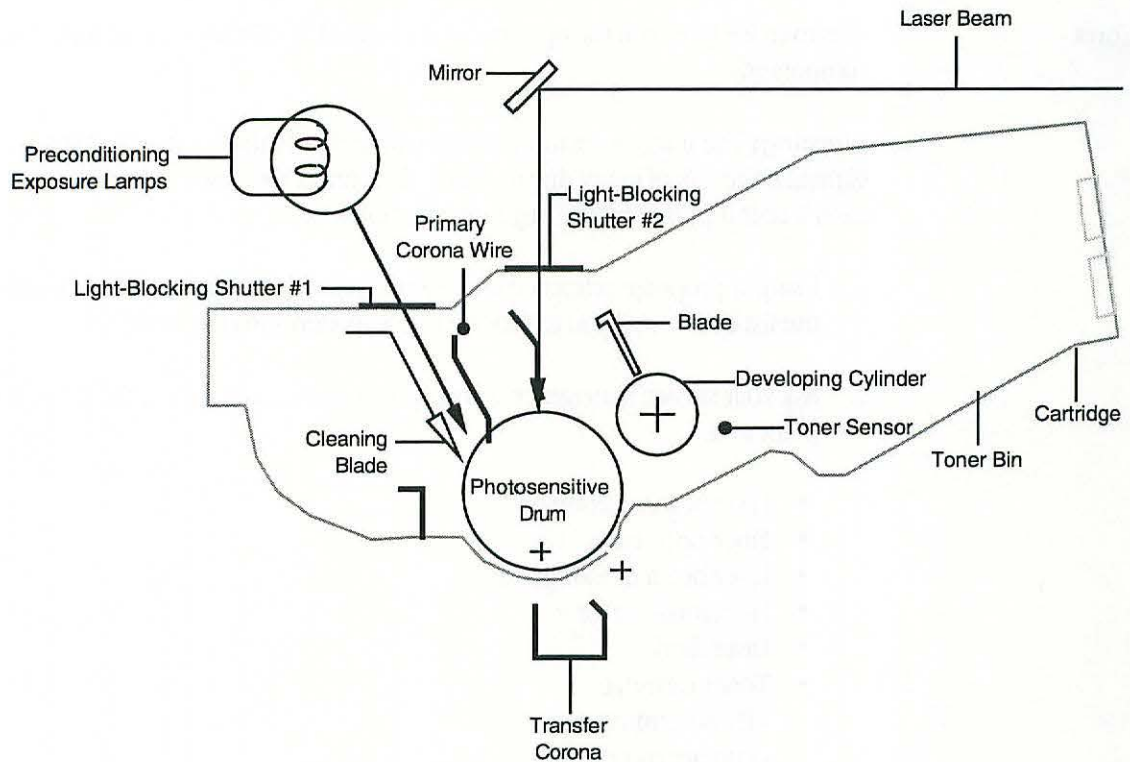 Laser Beam
Mirror
Preconditioning
Exposure Lamps
Light-Blocking
Shutter #2
Primary
Corona Wire
Light-Blocking Shutter #1
Blade
Developing Cylinder
Cartridge
Toner Sensor
Cleaning
Blade
Toner Bin
Photosensitive
Drum
+
+
+
Transfer
Corona